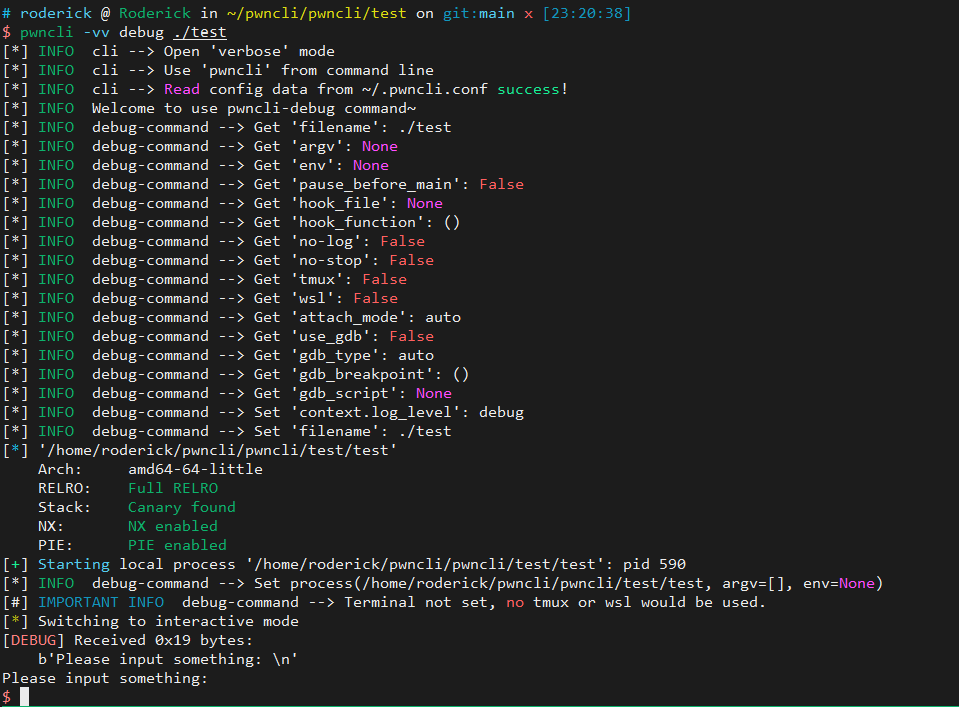 # roderick @ Roderick in ~/pwncli/pwncli/test on git:main x [23:20:38]
$ pwncli -vv debug ./test
[*] INFO  cli --> Open 'verbose' mode
[*] INFO  cli --> Use 'pwncli' from command line
[*] INFO  cli --> Read config data from ~/.pwncli.conf success!
[*] INFO  Welcome to use pwncli-debug command~
[*] INFO  debug-command --> Get 'filename': ./test
[*] INFO  debug-command --> Get 'argv': None
[*] INFO  debug-command --> Get 'env': None
[*] INFO  debug-command --> Get 'pause_before_main': False
[*] INFO  debug-command --> Get 'hook_file': None
[*] INFO  debug-command --> Get 'hook_function': ()
[*] INFO  debug-command --> Get 'no-log': False
[*] INFO  debug-command --> Get 'no-stop': False
[*] INFO  debug-command --> Get 'tmux': False
[*] INFO  debug-command --> Get 'wsl': False
[*] INFO  debug-command --> Get 'attach_mode': auto
[*] INFO  debug-command --> Get 'use_gdb': False
[*] INFO  debug-command --> Get 'gdb_type': auto
[*] INFO  debug-command --> Get 'gdb_breakpoint': ()
[*] INFO  debug-command --> Get 'gdb_script': None
[*] INFO  debug-command --> Set 'context.log_level': debug
[*] INFO  debug-command --> Set 'filename': ./test
[*] '/home/roderick/pwncli/pwncli/test/test'
    Arch:     amd64-64-little
    RELRO:    Full RELRO
    Stack:    Canary found
    NX:       NX enabled
    PIE:      PIE enabled
[+] Starting local process '/home/roderick/pwncli/pwncli/test/test': pid 590
[*] INFO  debug-command --> Set process(/home/roderick/pwncli/pwncli/test/test, argv=[], env=None)
[#] IMPORTANT INFO  debug-command --> Terminal not set, no tmux or wsl would be used.
[*] Switching to interactive mode
[DEBUG] Received 0x19 bytes:
    b'Please input something: \n'
Please input something:
$